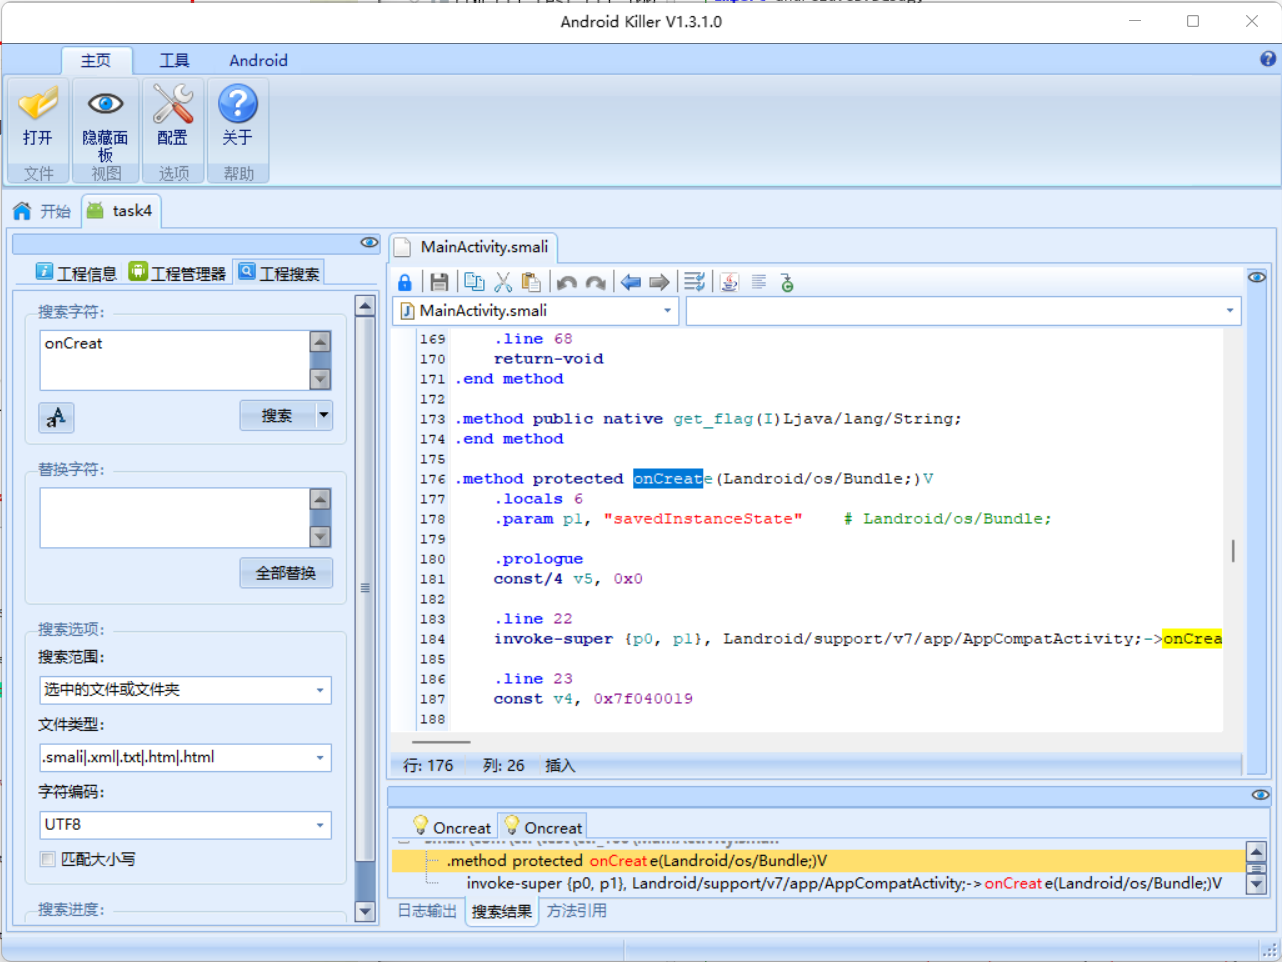 Android Killer V1.3.1.0
主页 工具 Android
打开 隐藏面板 配置 关于
文件 视图 选项 帮助
开始 task4
工程信息 工程管理器 工程搜索
搜索字符:
onCreat
搜索
替换字符:
全部替换
搜索选项:
搜索范围:
选中的文件或文件夹
文件类型:
.smali|.xml|.txt|.htm|.html
字符编码:
UTF8
匹配大小写
搜索进度:
MainActivity.smali
MainActivity.smali
169 .line 68
170 return-void
171 .end method
172
173 .method public native get_flag(I)Ljava/lang/String;
174 .end method
175
176 .method protected onCreate(Landroid/os/Bundle;)V
177 .locals 6
178 .param p1, "savedInstanceState" # Landroid/os/Bundle;
179
180 .prologue
181 const/4 v5, 0x0
182
183 .line 22
184 invoke-super {p0, p1}, Landroid/support/v7/app/AppCompatActivity;->onCrea
185
186 .line 23
187 const v4, 0x7f040019
188
行: 176 列: 26 插入
Oncreat Oncreat
.method protected onCreate(Landroid/os/Bundle;)V
invoke-super {p0, p1}, Landroid/support/v7/app/AppCompatActivity;->onCreate(Landroid/os/Bundle;)V
日志输出 搜索结果 方法引用